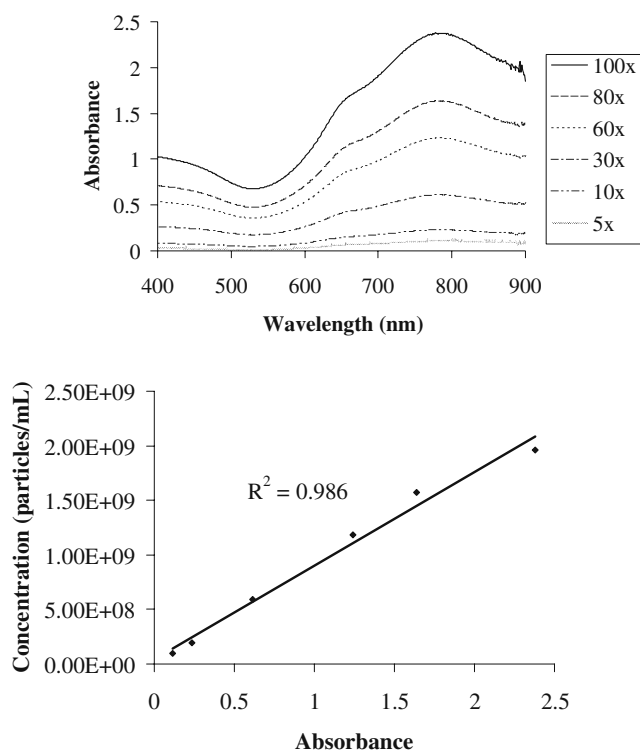 2.5
2
1.5
1
0.5
0
Absorbance
400 500 600 700 800 900
Wavelength (nm)
100x
80x
60x
30x
10x
5x
2.50E+09
2.00E+09
1.50E+09
1.00E+09
5.00E+08
0.00E+00
Concentration (particles/mL)
R² = 0.986
0 0.5 1 1.5 2 2.5
Absorbance